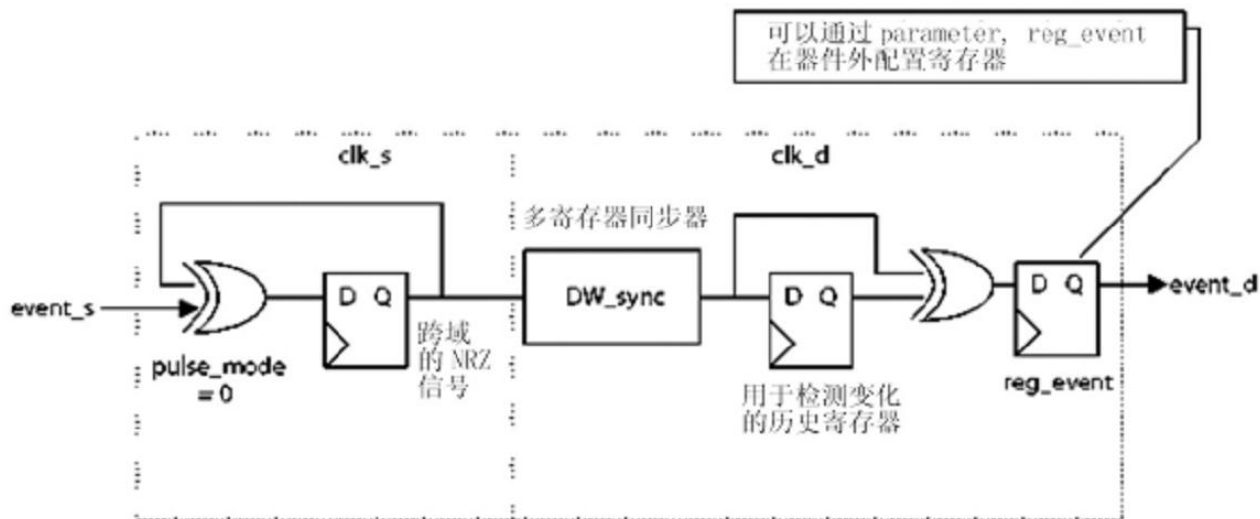 可以通过 parameter, reg_event
在器件外配置寄存器
clk_s
clk_d
多寄存器同步器
event_s
D Q
DW_sync
D Q
D Q
event_d
pulse_mode
= 0
跨域
的 NRZ
信号
用于检测变化
的历史寄存器
reg_event